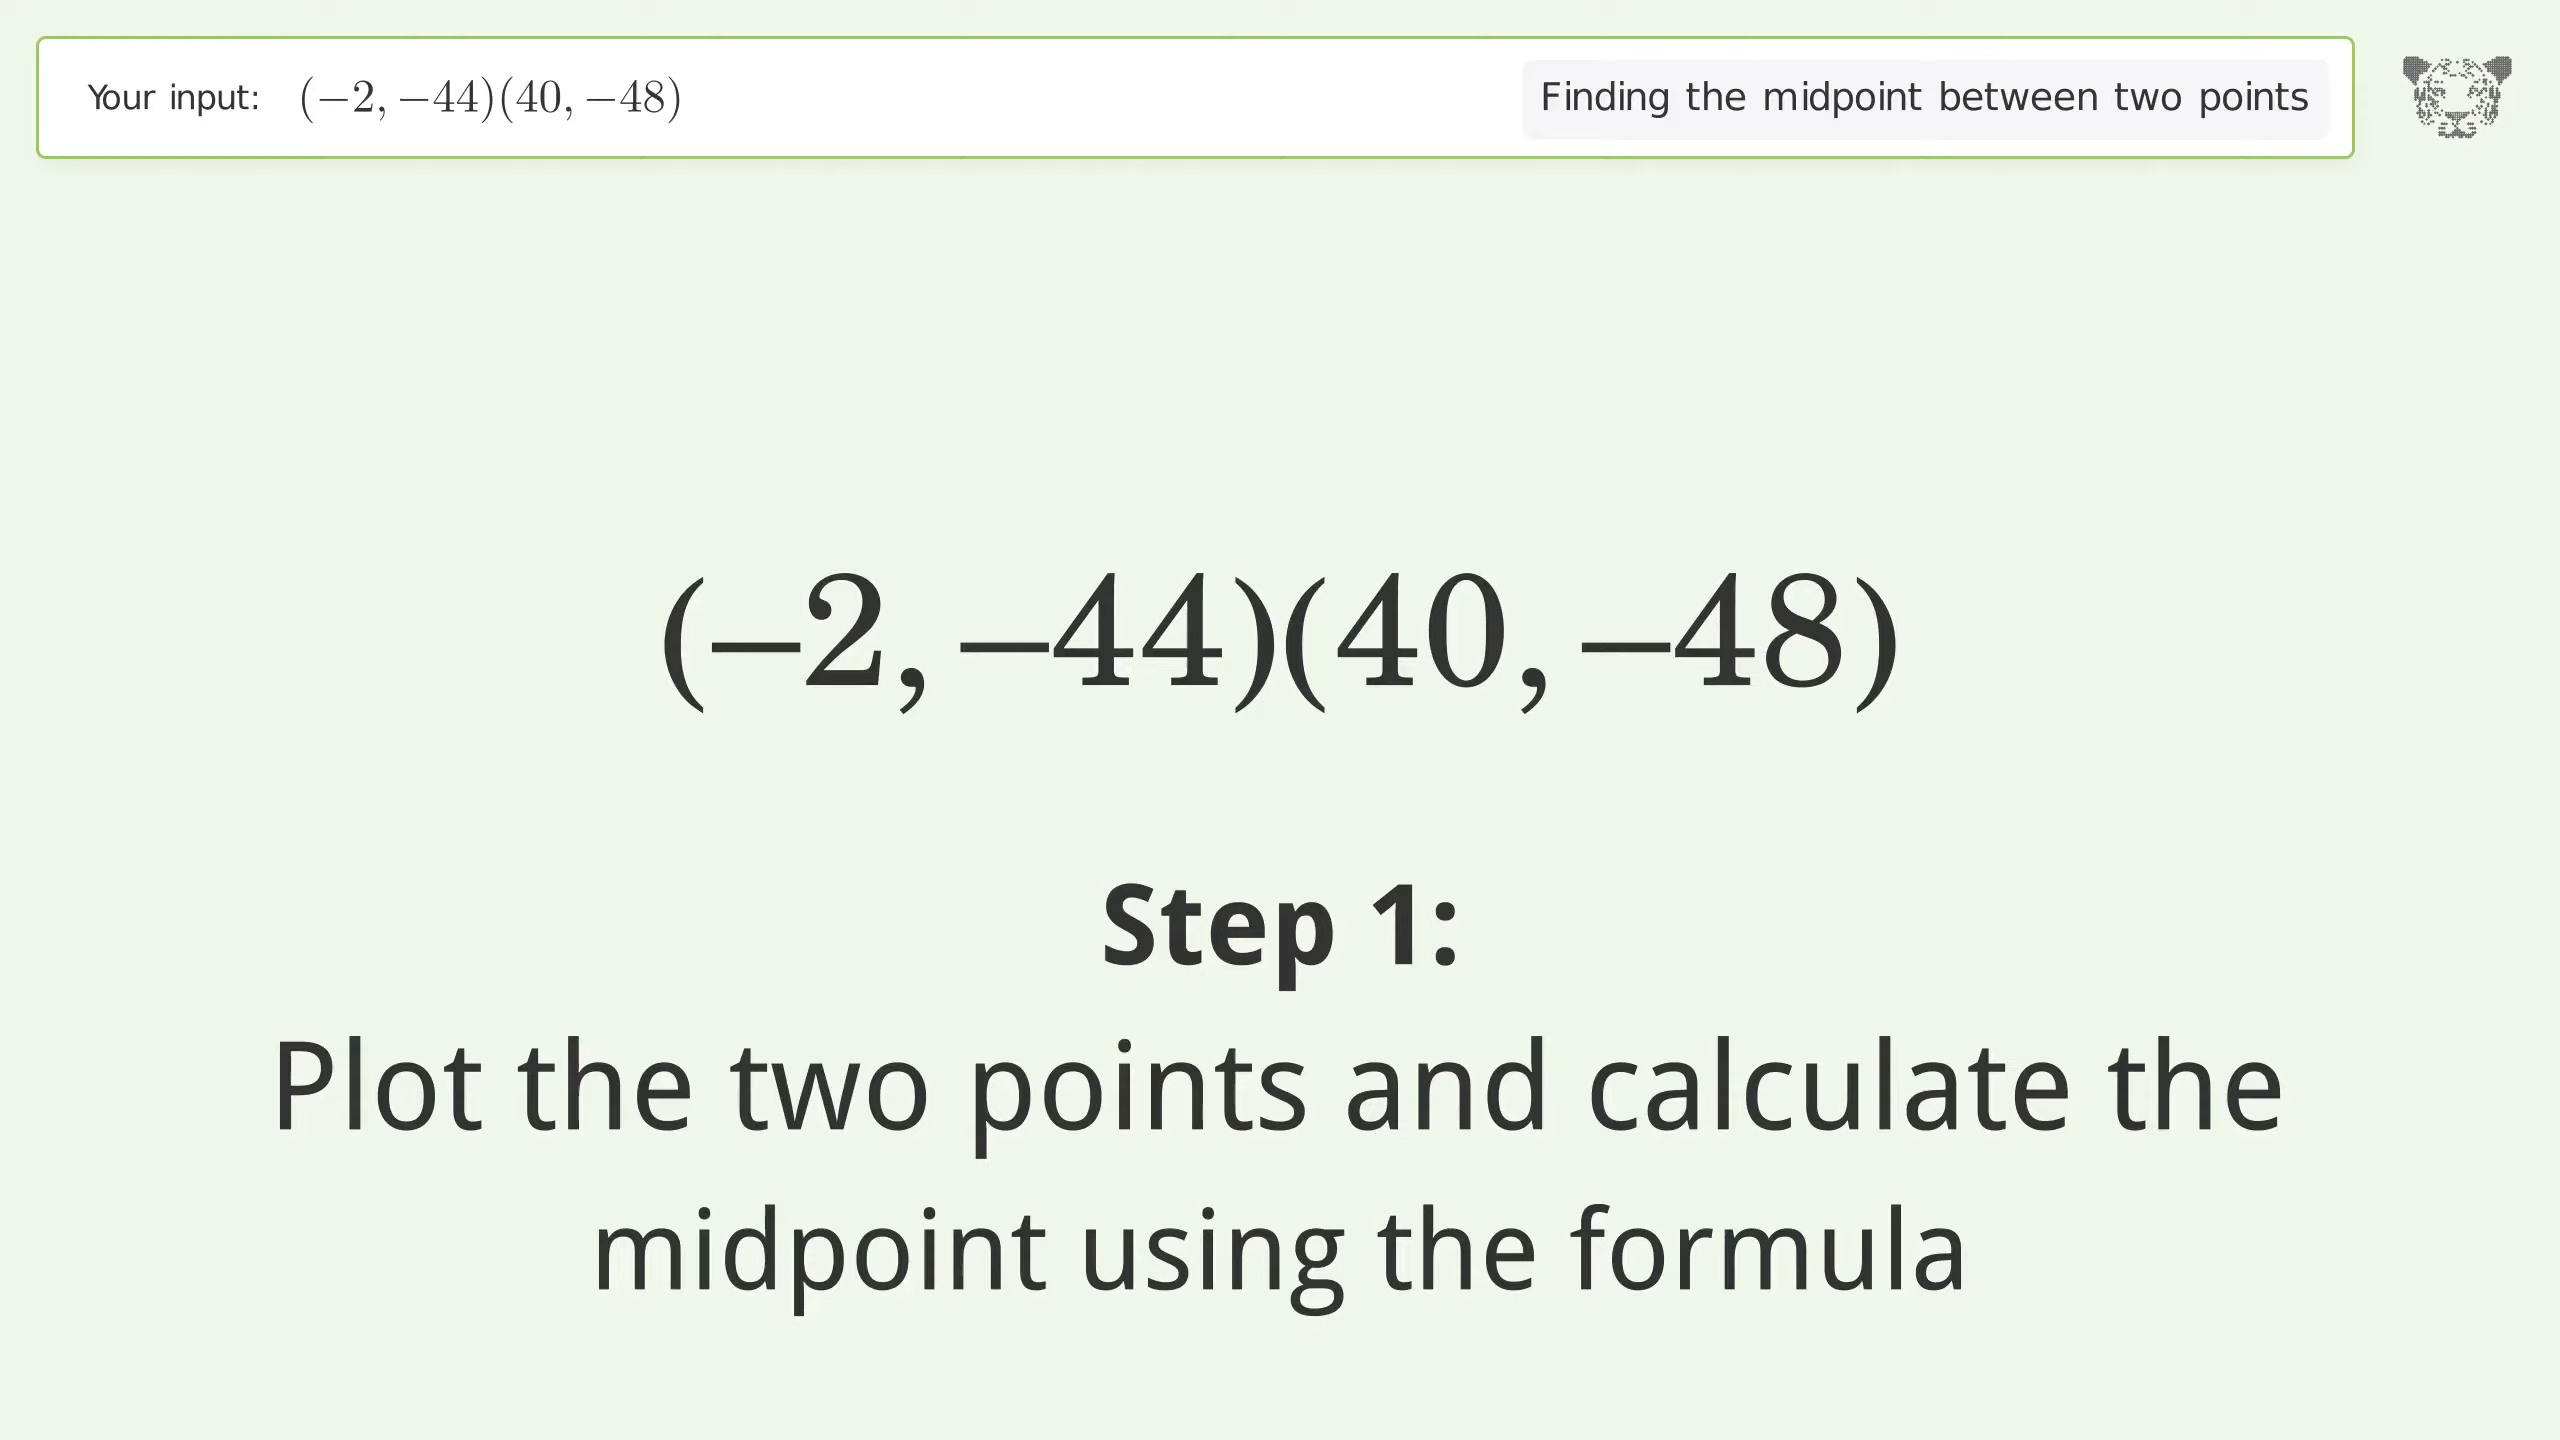 Your input: (−2, −44)(40, −48)
Finding the midpoint between two points
(−2, −44)(40, −48)
Step 1:
Plot the two points and calculate the
midpoint using the formula